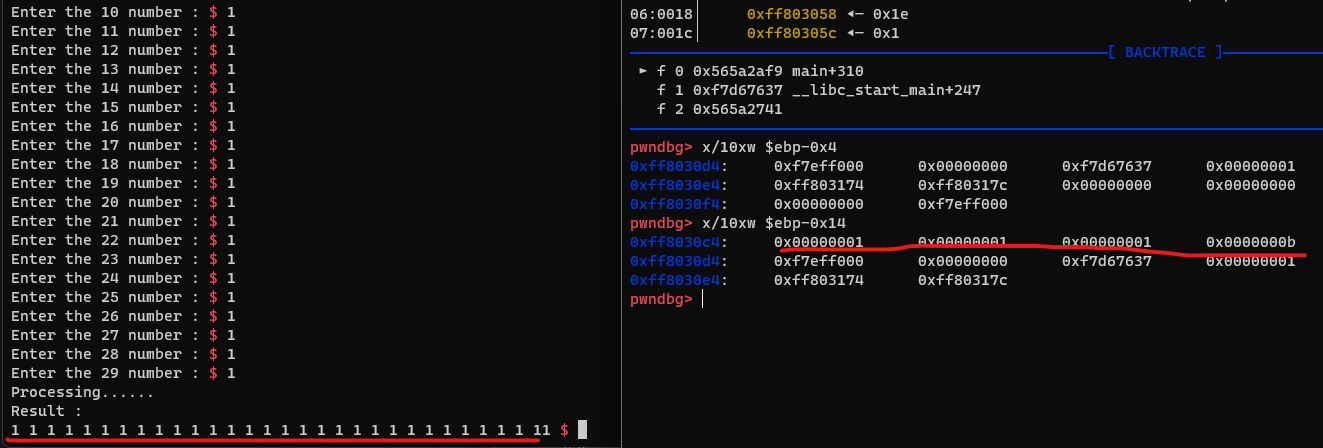 Enter the 10 number : $ 1
Enter the 11 number : $ 1
Enter the 12 number : $ 1
Enter the 13 number : $ 1
Enter the 14 number : $ 1
Enter the 15 number : $ 1
Enter the 16 number : $ 1
Enter the 17 number : $ 1
Enter the 18 number : $ 1
Enter the 19 number : $ 1
Enter the 20 number : $ 1
Enter the 21 number : $ 1
Enter the 22 number : $ 1
Enter the 23 number : $ 1
Enter the 24 number : $ 1
Enter the 25 number : $ 1
Enter the 26 number : $ 1
Enter the 27 number : $ 1
Enter the 28 number : $ 1
Enter the 29 number : $ 1
Processing......
Result :
1 1 1 1 1 1 1 1 1 1 1 1 1 1 1 1 1 1 1 1 1 1 1 1 1 1 1 1 1 11 $
06:0018│ 0xff803058 ◂— 0x1e
07:001c│ 0xff80305c ◂— 0x1
[ BACKTRACE ]
► f 0 0x565a2af9 main+310
f 1 0xf7d67637 __libc_start_main+247
f 2 0x565a2741
pwndbg> x/10xw $ebp-0x4
0xff8030d4: 0xf7eff000 0x00000000 0xf7d67637 0x00000001
0xff8030e4: 0xff803174 0xff80317c 0x00000000 0x00000000
0xff8030f4: 0x00000000 0xf7eff000
pwndbg> x/10xw $ebp-0x14
0xff8030c4: 0x00000001 0x00000001 0x00000001 0x0000000b
0xff8030d4: 0xf7eff000 0x00000000 0xf7d67637 0x00000001
0xff8030e4: 0xff803174 0xff80317c
pwndbg>